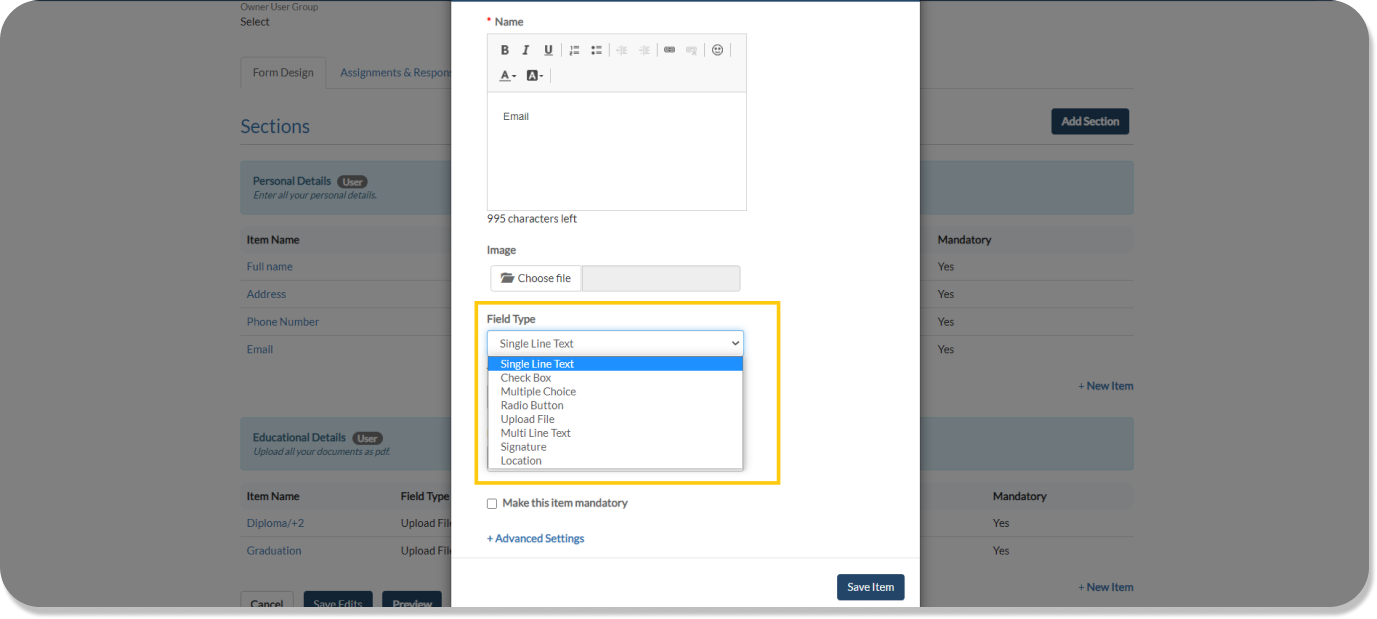 Owner User Group
Select
Form Design
Assignments & Respon
Sections
Add Section
Personal Details User
Enter all your personal details.
Item Name
Mandatory
Full name
Yes
Address
Yes
Phone Number
Yes
Email
Yes
+ New Item
Educational Details User
Upload all your documents as pdf.
Item Name
Field Type
Mandatory
Diploma/+2
Upload Fil
Yes
Graduation
Upload Fil
Yes
+ New Item
Cancel
Save Edits
Preview
* Name
B I U
A A
Email
995 characters left
Image
Choose file
Field Type
Single Line Text
Single Line Text
Check Box
Multiple Choice
Radio Button
Upload File
Multi Line Text
Signature
Location
Make this item mandatory
+ Advanced Settings
Save Item